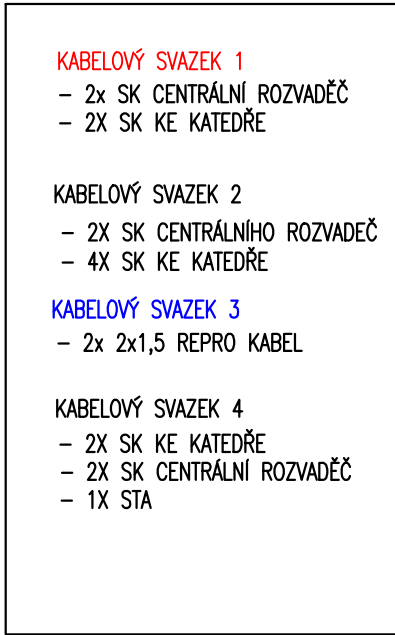 KABELOVÝ SVAZEK 1
– 2x SK CENTRÁLNÍ ROZVADĚČ
– 2X SK KE KATEDŘE
KABELOVÝ SVAZEK 2
– 2X SK CENTRÁLNÍHO ROZVADEČ
– 4X SK KE KATEDŘE
KABELOVÝ SVAZEK 3
– 2x 2x1,5 REPRO KABEL
KABELOVÝ SVAZEK 4
– 2X SK KE KATEDŘE
– 2X SK CENTRÁLNÍ ROZVADĚČ
– 1X STA